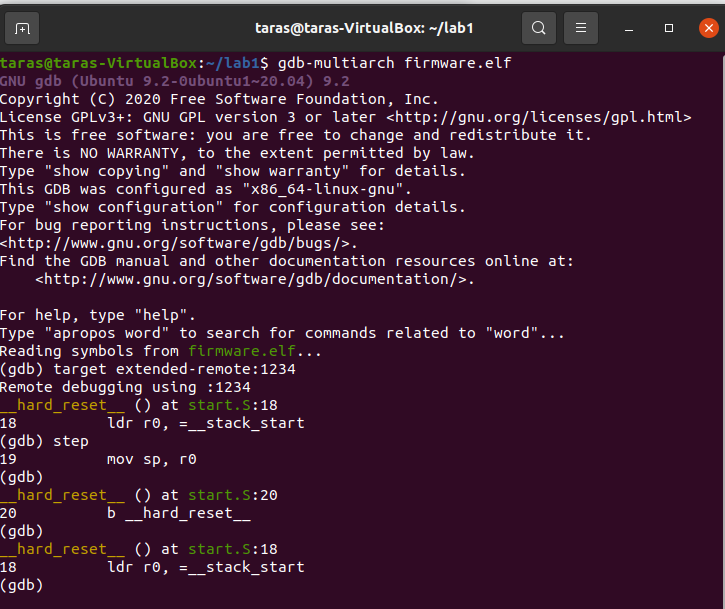 taras@taras-VirtualBox: ~/lab1
taras@taras-VirtualBox:~/lab1$ gdb-multiarch firmware.elf
GNU gdb (Ubuntu 9.2-0ubuntu1~20.04) 9.2
Copyright (C) 2020 Free Software Foundation, Inc.
License GPLv3+: GNU GPL version 3 or later <http://gnu.org/licenses/gpl.html>
This is free software: you are free to change and redistribute it.
There is NO WARRANTY, to the extent permitted by law.
Type "show copying" and "show warranty" for details.
This GDB was configured as "x86_64-linux-gnu".
Type "show configuration" for configuration details.
For bug reporting instructions, please see:
<http://www.gnu.org/software/gdb/bugs/>.
Find the GDB manual and other documentation resources online at:
    <http://www.gnu.org/software/gdb/documentation/>.

For help, type "help".
Type "apropos word" to search for commands related to "word"...
Reading symbols from firmware.elf...
(gdb) target extended-remote:1234
Remote debugging using :1234
__hard_reset__ () at start.S:18
18          ldr r0, =__stack_start
(gdb) step
19          mov sp, r0
(gdb)
__hard_reset__ () at start.S:20
20          b __hard_reset__
(gdb)
__hard_reset__ () at start.S:18
18          ldr r0, =__stack_start
(gdb)